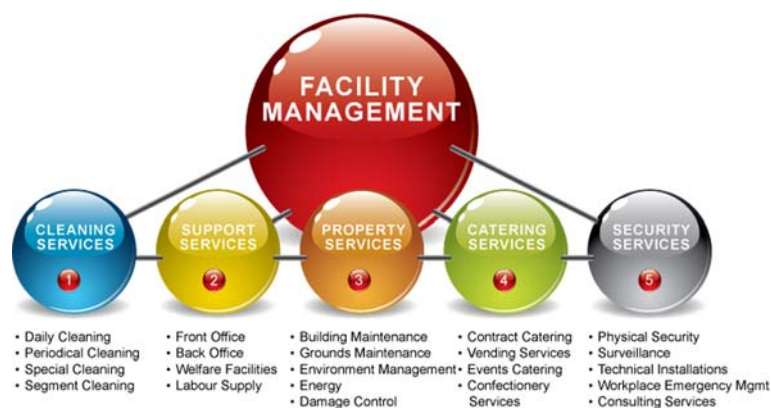 FACILITY
MANAGEMENT
CLEANING
SERVICES
1
SUPPORT
SERVICES
2
PROPERTY
SERVICES
3
CATERING
SERVICES
4
SECURITY
SERVICES
5
• Daily Cleaning
• Periodical Cleaning
• Special Cleaning
• Segment Cleaning
• Front Office
• Back Office
• Welfare Facilities
• Labour Supply
• Building Maintenance
• Grounds Maintenance
• Environment Management
• Energy
• Damage Control
• Contract Catering
• Vending Services
• Events Catering
• Confectionery
Services
• Physical Security
• Surveillance
• Technical Installations
• Workplace Emergency Mgmt
• Consulting Services